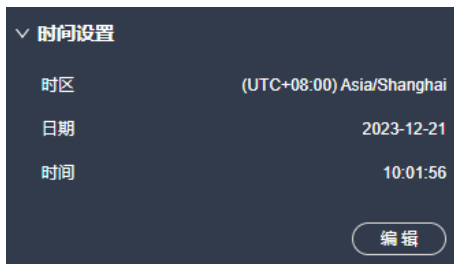 时间设置
时区 (UTC+08:00) Asia/Shanghai
日期 2023-12-21
时间 10:01:56
编辑